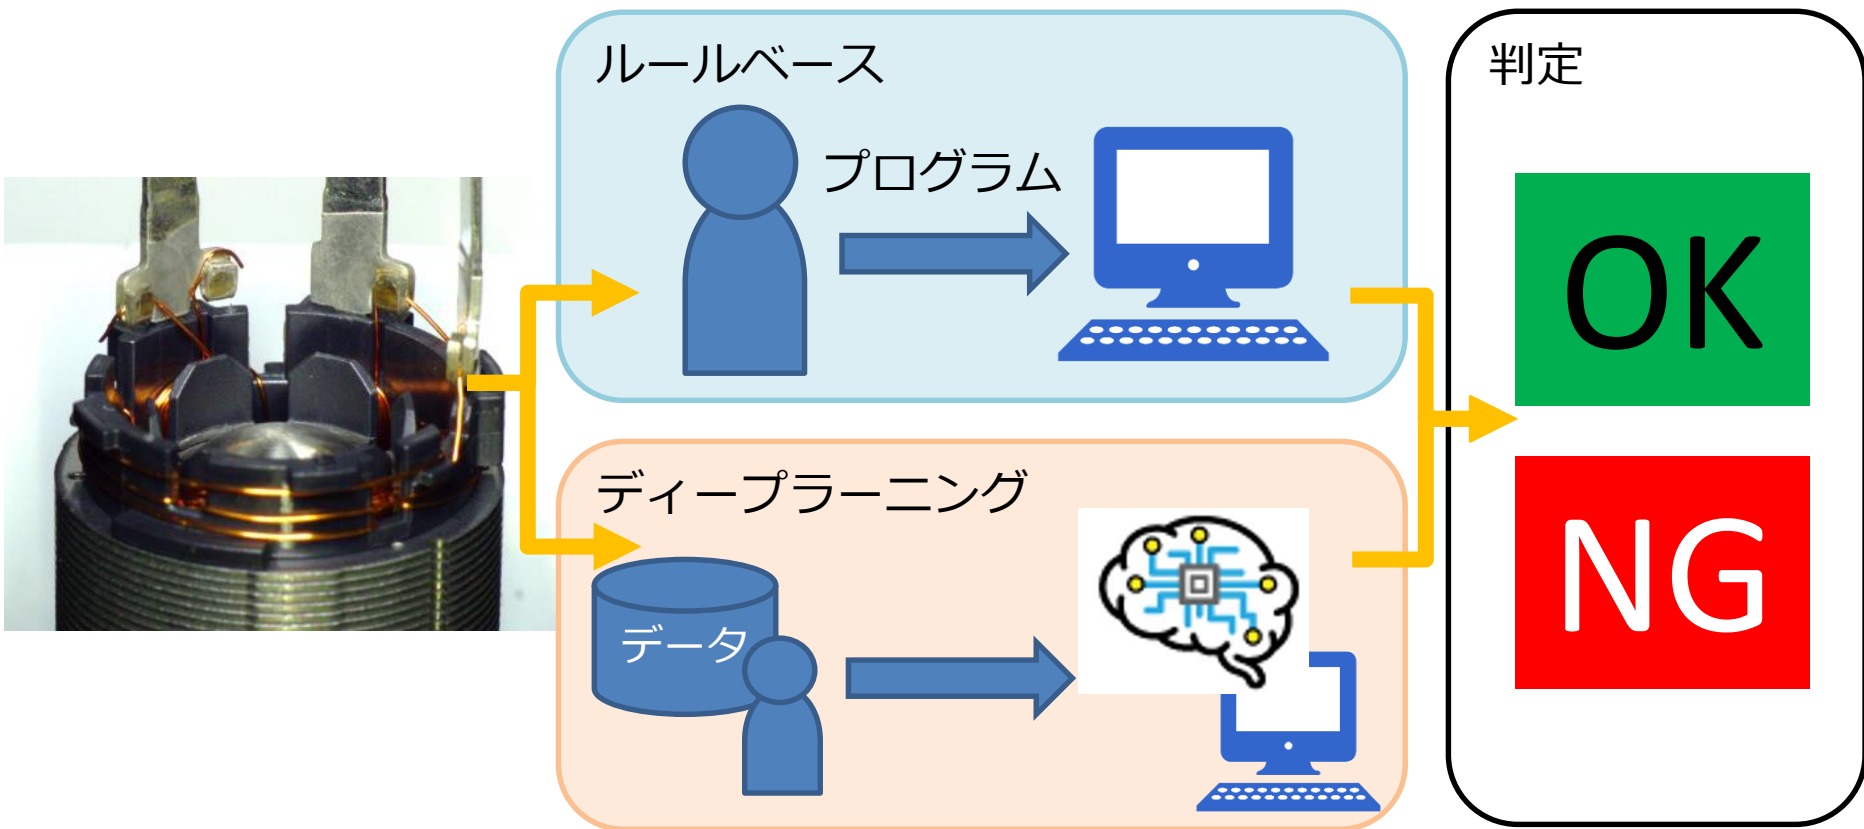 ルールベース
プログラム
ディープラーニング
データ
判定
OK
NG